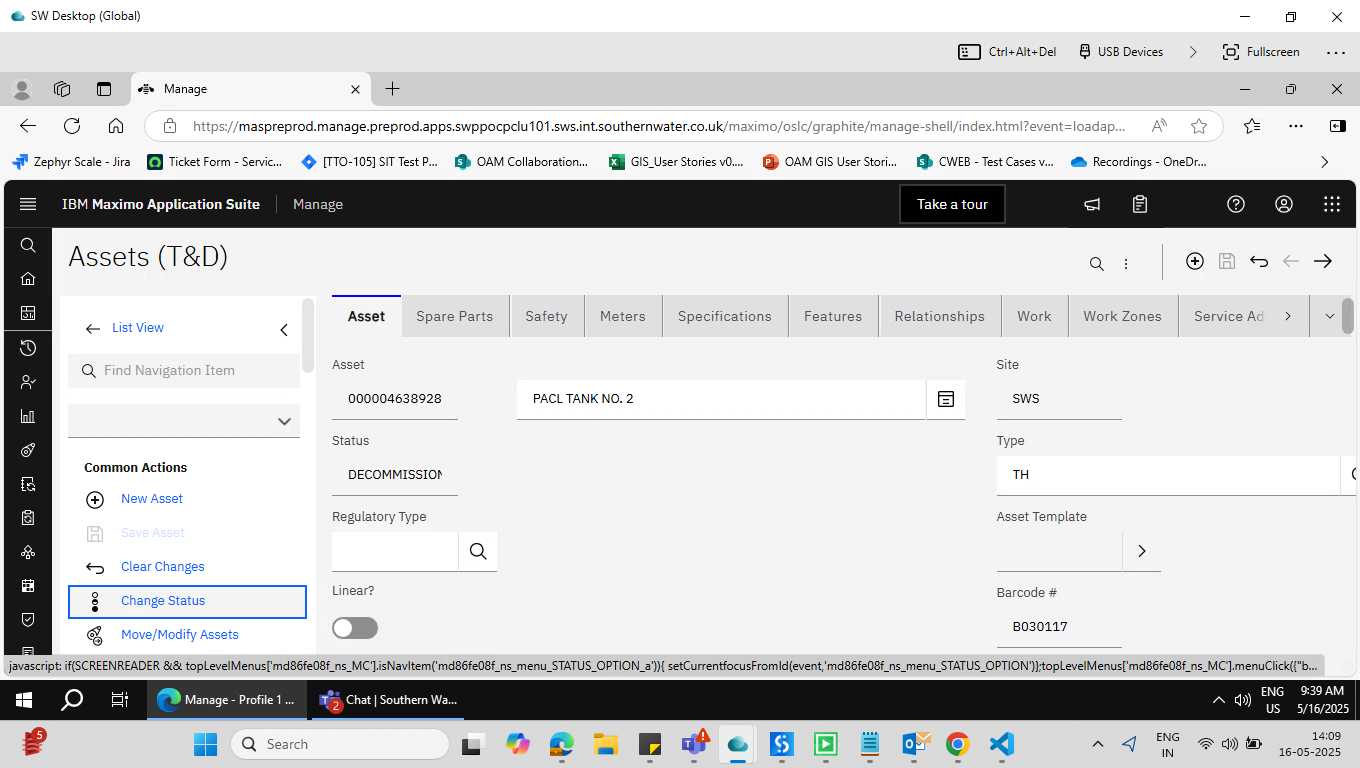 SW Desktop (Global)
Ctrl+Alt+Del USB Devices Fullscreen
Manage
https://maspreprod.manage.preprod.apps.swppocpclu101.sws.int.southernwater.co.uk/maximo/oslc/graphite/manage-shell/index.html?event=loadap...
Zephyr Scale - Jira Ticket Form - Servic... [TTO-105] SIT Test P... OAM Collaboration... GIS_User Stories v0.... OAM GIS User Stori... CWEB - Test Cases v... Recordings - OneDr...
IBM Maximo Application Suite Manage Take a tour
Assets (T&D)
List View
Find Navigation Item
Common Actions
New Asset
Save Asset
Clear Changes
Change Status
Move/Modify Assets
Asset Spare Parts Safety Meters Specifications Features Relationships Work Work Zones Service Ad
Asset Site
000004638928 PACL TANK NO. 2 SWS
Status Type
DECOMMISSION TH
Regulatory Type Asset Template
Linear? Barcode #
B030117
javascript: if(SCREENREADER && topLevelMenus['md86fe08f_ns_MC'].isNavItem('md86fe08f_ns_menu_STATUS_OPTION_a')){ setCurrentfocusFromId(event,'md86fe08f_ns_menu_STATUS_OPTION')};topLevelMenus['md86fe08f_ns_MC'].menuClick({"b...
Manage - Profile 1 ... 2 Chat | Southern Wa... ENG 9:39 AM
US 5/16/2025
5 Search ENG 14:09
IN 16-05-2025